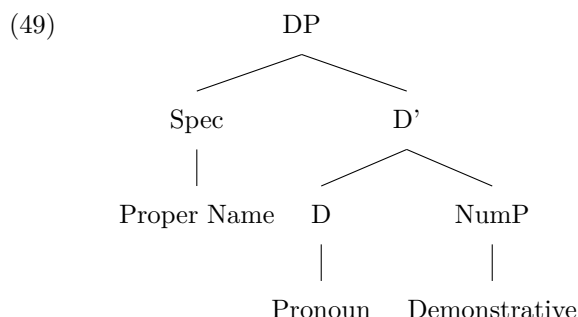 (49) DP
Spec D’
Proper Name D NumP
Pronoun Demonstrative